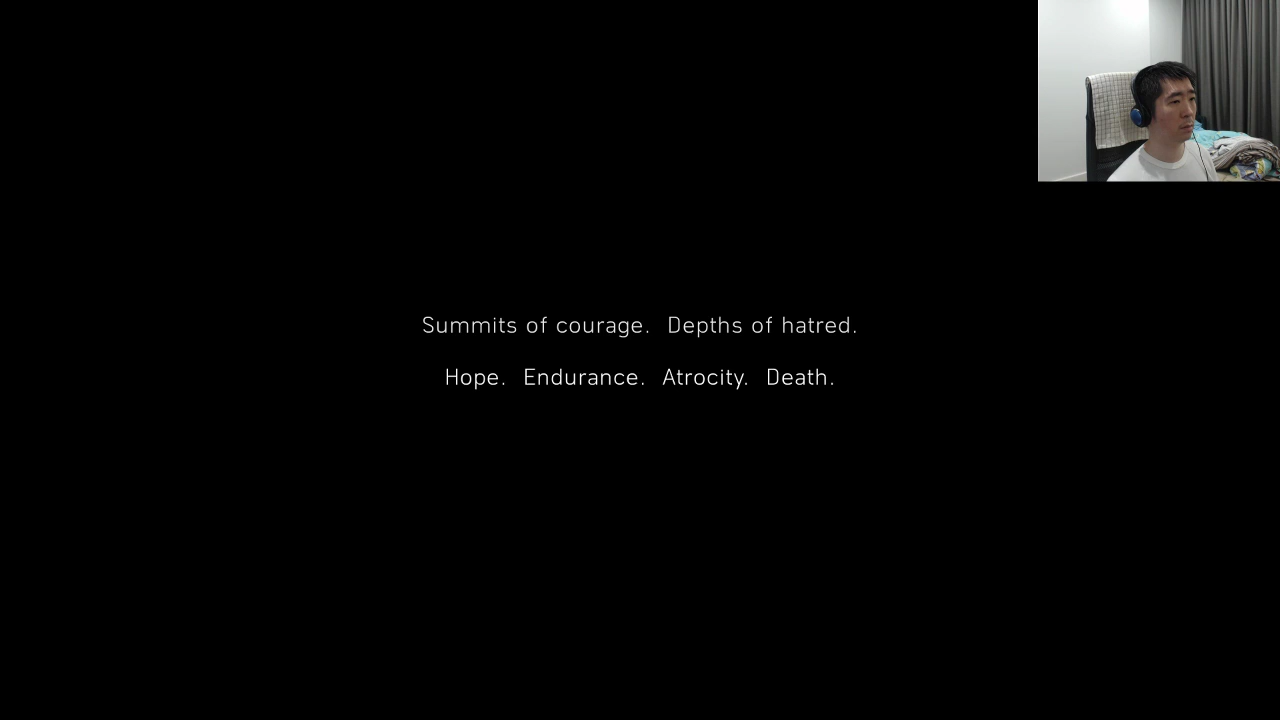 Summits of courage. Depths of hatred.
Hope. Endurance. Atrocity. Death.